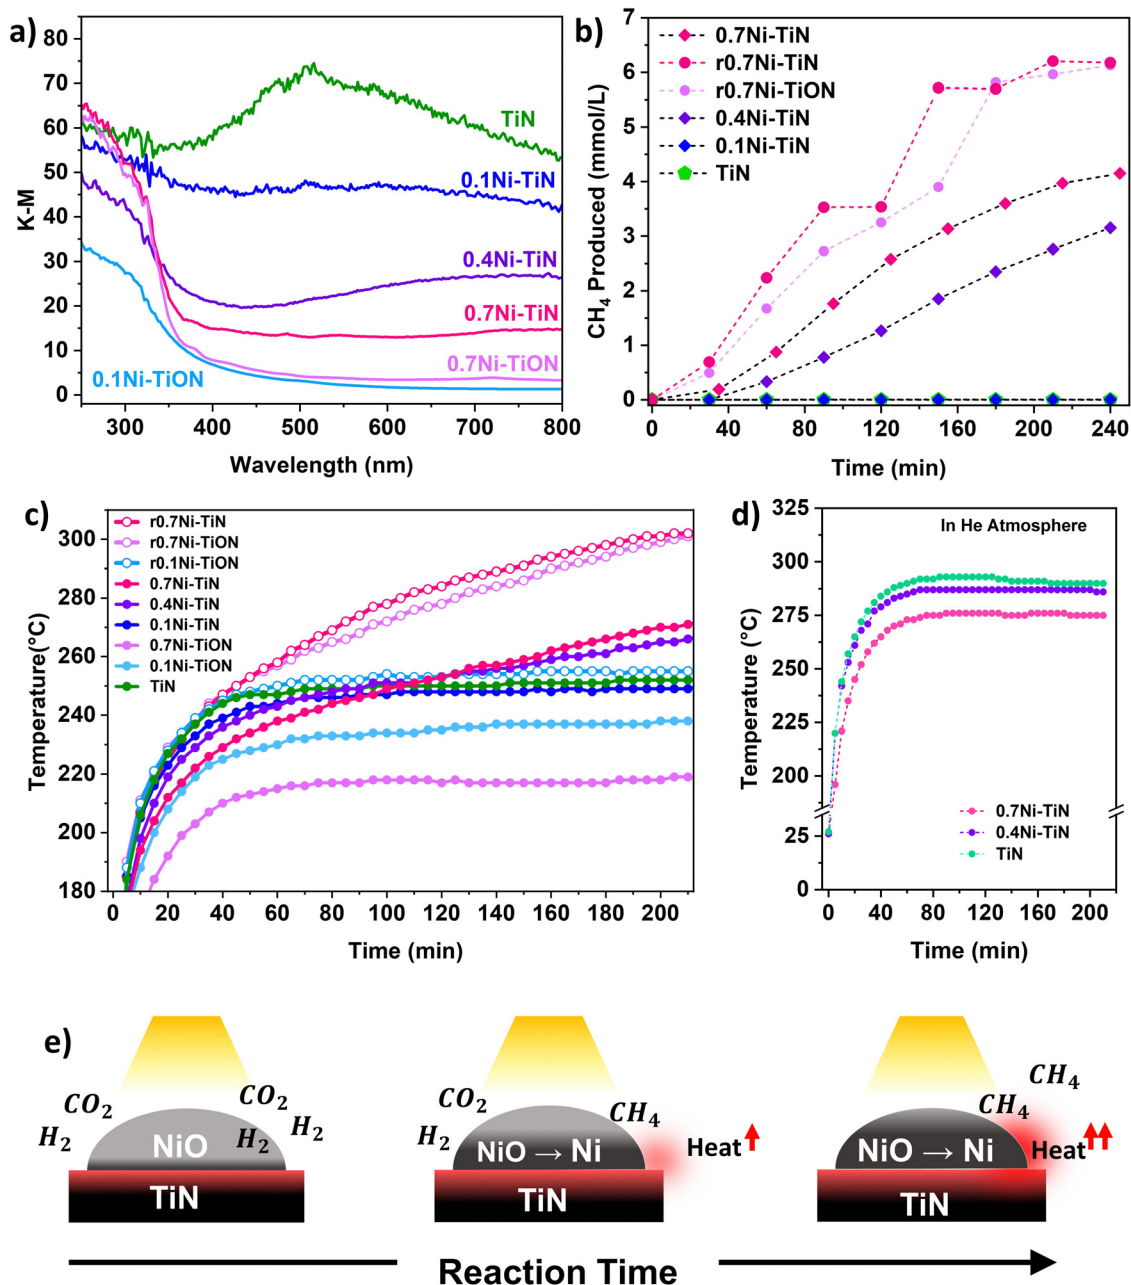 a)
K-M
80
70
60
50
40
30
20
10
0
TiN
0.1Ni-TiN
0.4Ni-TiN
0.7Ni-TiN
0.7Ni-TiON
0.1Ni-TiON
300 400 500 600 700 800
Wavelength (nm)
b)
CH₄ Produced (mmol/L)
7
6
5
4
3
2
1
0
0.7Ni-TiN
r0.7Ni-TiN
r0.7Ni-TiON
0.4Ni-TiN
0.1Ni-TiN
TiN
0 40 80 120 160 200 240
Time (min)
c)
Temperature(°C)
300
280
260
240
220
200
180
r0.7Ni-TiN
r0.7Ni-TiON
r0.1Ni-TiON
0.7Ni-TiN
0.4Ni-TiN
0.1Ni-TiN
0.7Ni-TiON
0.1Ni-TiON
TiN
0 20 40 60 80 100 120 140 160 180 200
Time (min)
d)
In He Atmosphere
Temperature (°C)
325
300
275
250
225
200
25
0
0.7Ni-TiN
0.4Ni-TiN
TiN
0 40 80 120 160 200
Time (min)
e)
CO₂
CO₂
H₂
H₂
H₂
NiO
TiN
CO₂
CH₄
H₂
NiO → Ni
Heat
TiN
CH₄
CH₄
NiO → Ni
Heat
TiN
Reaction Time